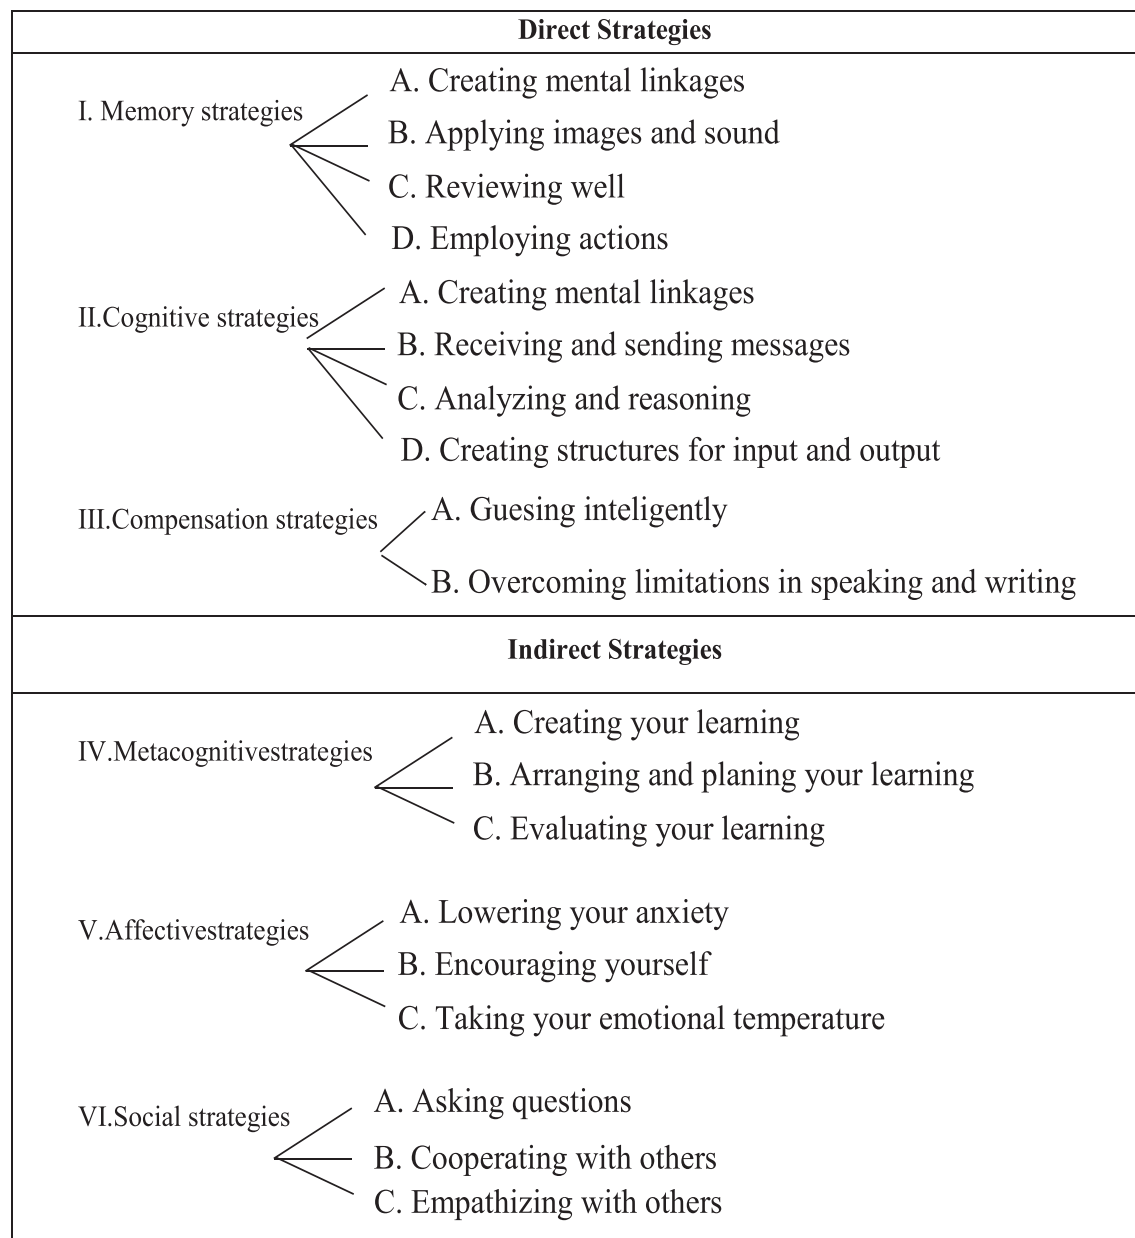 Direct Strategies
I. Memory strategies
A. Creating mental linkages
B. Applying images and sound
C. Reviewing well
D. Employing actions
II.Cognitive strategies
A. Creating mental linkages
B. Receiving and sending messages
C. Analyzing and reasoning
D. Creating structures for input and output
III.Compensation strategies
A. Guesing inteligently
B. Overcoming limitations in speaking and writing
Indirect Strategies
IV.Metacognitivestrategies
A. Creating your learning
B. Arranging and planing your learning
C. Evaluating your learning
V.Affectivestrategies
A. Lowering your anxiety
B. Encouraging yourself
C. Taking your emotional temperature
VI.Social strategies
A. Asking questions
B. Cooperating with others
C. Empathizing with others